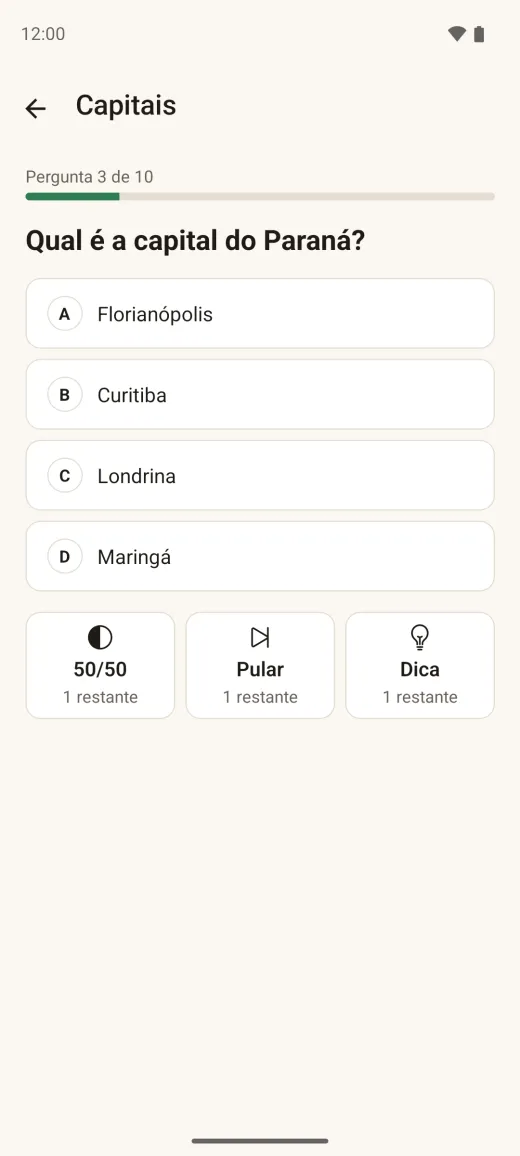 12:00
Capitais
Pergunta 3 de 10
Qual é a capital do Paraná?
A Florianópolis
B Curitiba
C Londrina
D Maringá
50/50 Pular Dica
1 restante 1 restante 1 restante